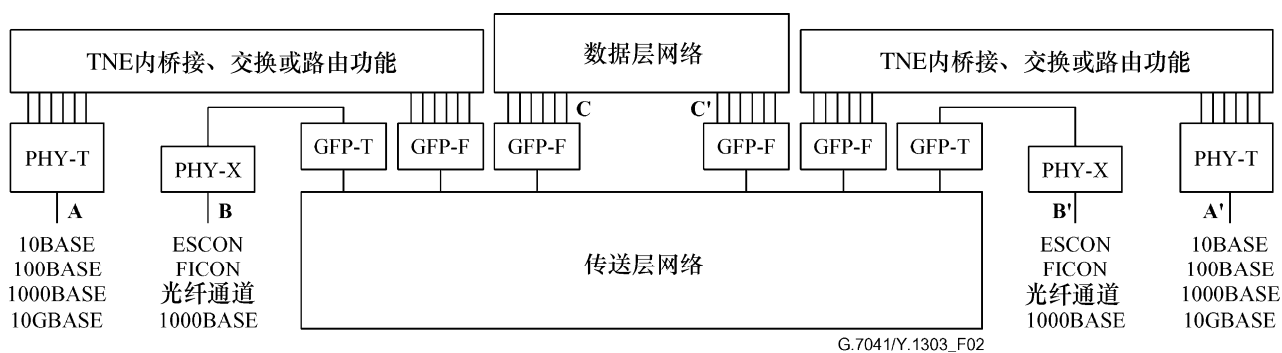 TNE内桥接、交换或路由功能
数据层网络
TNE内桥接、交换或路由功能
C
C'
PHY-T
PHY-X
GFP-T
GFP-F
GFP-F
GFP-F
GFP-F
GFP-T
PHY-X
PHY-T
A
B
B'
A'
10BASE
100BASE
1000BASE
10GBASE
ESCON
FICON
光纤通道
1000BASE
传送层网络
ESCON
FICON
光纤通道
1000BASE
10BASE
100BASE
1000BASE
10GBASE
G.7041/Y.1303_F02